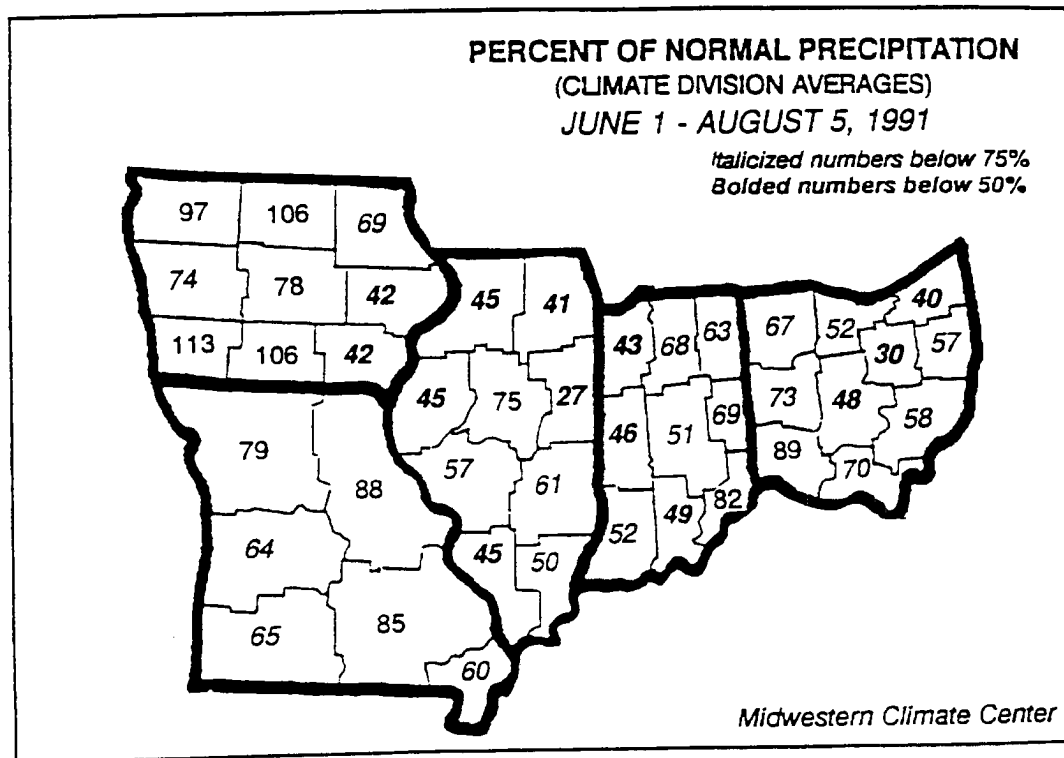 PERCENT OF NORMAL PRECIPITATION
(CLIMATE DIVISION AVERAGES)
JUNE 1 - AUGUST 5, 1991
Italicized numbers below 75%
Bolded numbers below 50%
97 106 69
74 78 42
113 106 42
79 88
64
65 85 60
45 41
45 75 27
57 61
45 50
43 68 63
46 51 69
52 49 82
67 52 40
73 48 30 57
89 70 58
Midwestern Climate Center